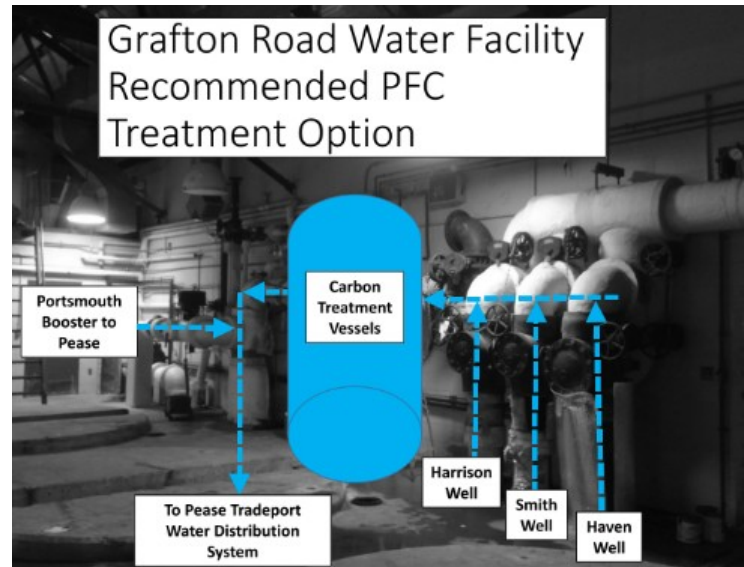 Grafton Road Water Facility
Recommended PFC
Treatment Option
Carbon
Treatment
Vessels
Portsmouth
Booster to
Pease
Harrison
Well
Smith
Well
Haven
Well
To Pease Tradeport
Water Distribution
System